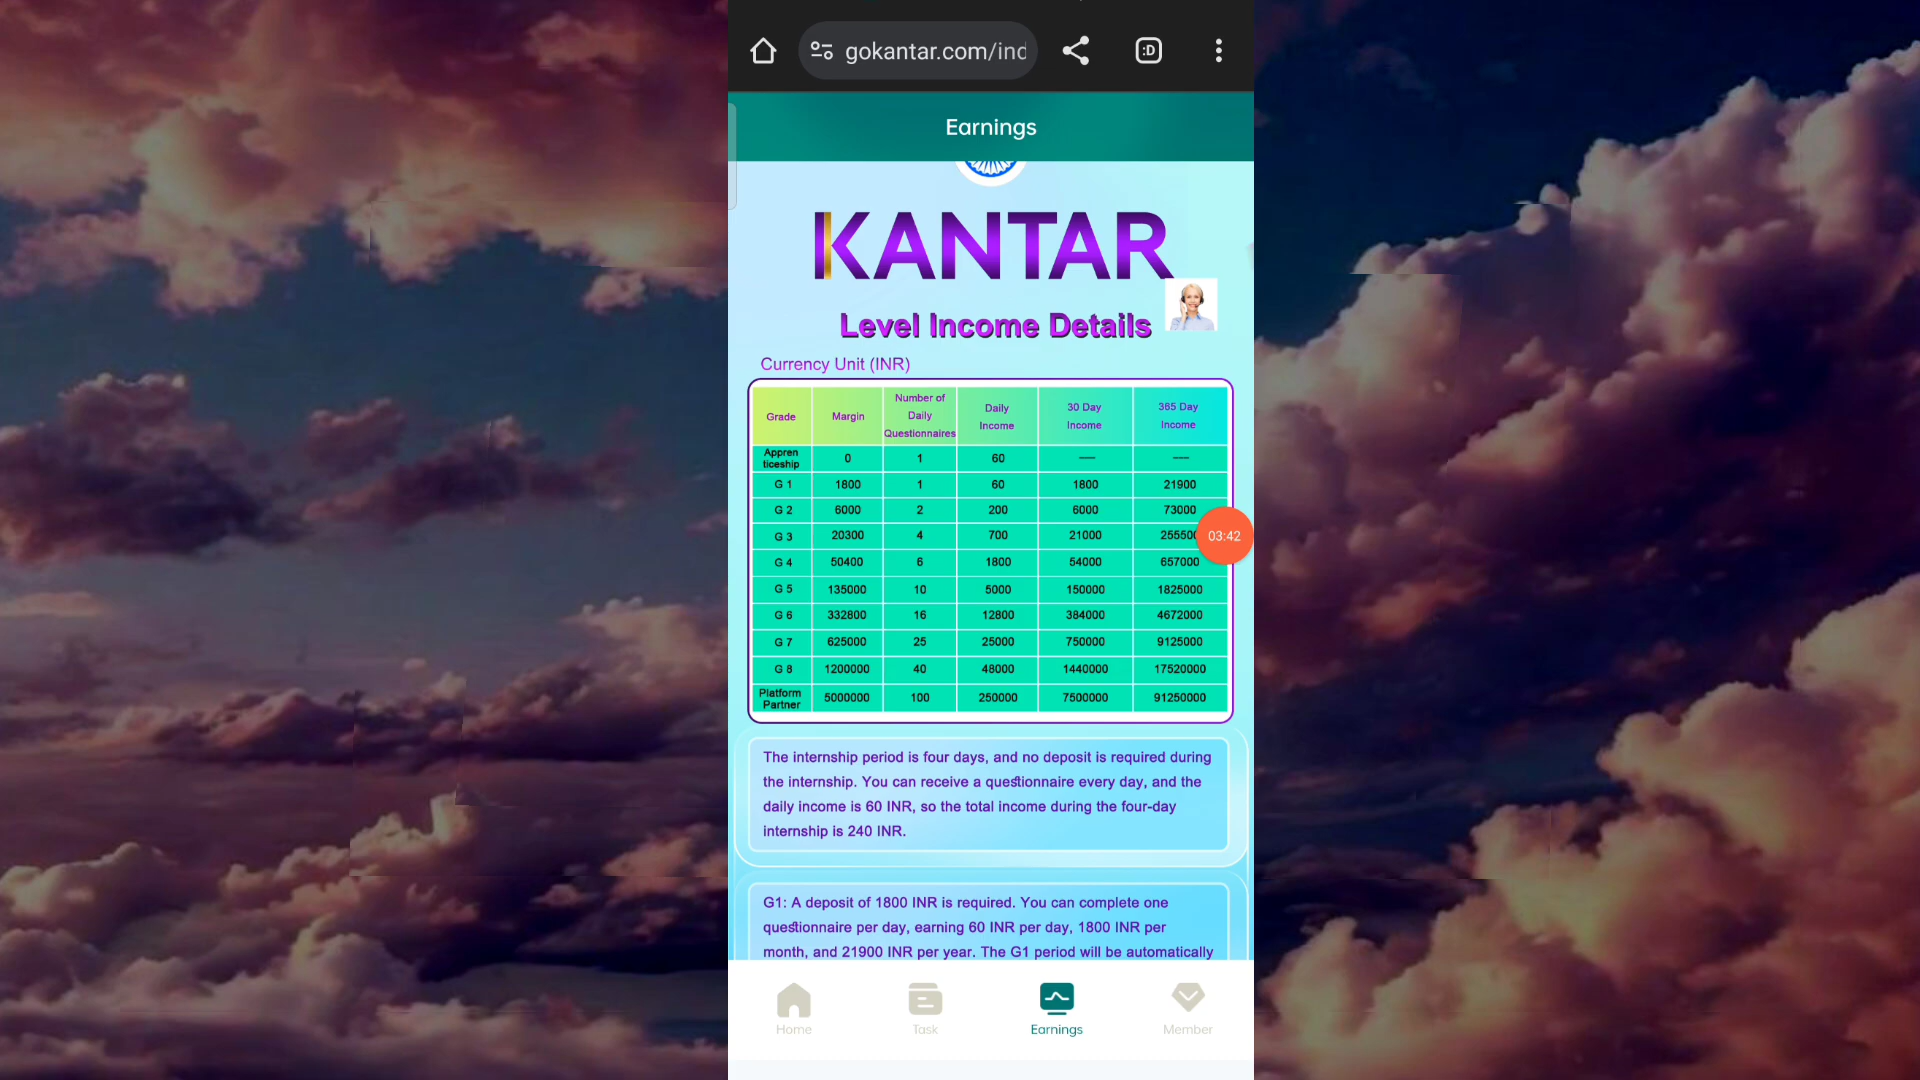 gokantar.com/ind
:D
Earnings
KANTAR
Level Income Details
Currency Unit (INR)
Grade Margin Number of Daily Questionnaires Daily Income 30 Day Income 365 Day Income
Appren ticeship 0 1 60 — —
G 1 1800 1 60 1800 21900
G 2 6000 2 200 6000 73000
G 3 20300 4 700 21000 255500
03:42
G 4 50400 6 1800 54000 657000
G 5 135000 10 5000 150000 1825000
G 6 332800 16 12800 384000 4672000
G 7 625000 25 25000 750000 9125000
G 8 1200000 40 48000 1440000 17520000
Platform Partner 5000000 100 250000 7500000 91250000
The internship period is four days, and no deposit is required during
the internship. You can receive a questionnaire every day, and the
daily income is 60 INR, so the total income during the four-day
internship is 240 INR.
G1: A deposit of 1800 INR is required. You can complete one
questionnaire per day, earning 60 INR per day, 1800 INR per
month, and 21900 INR per year. The G1 period will be automatically
Home Task Earnings Member